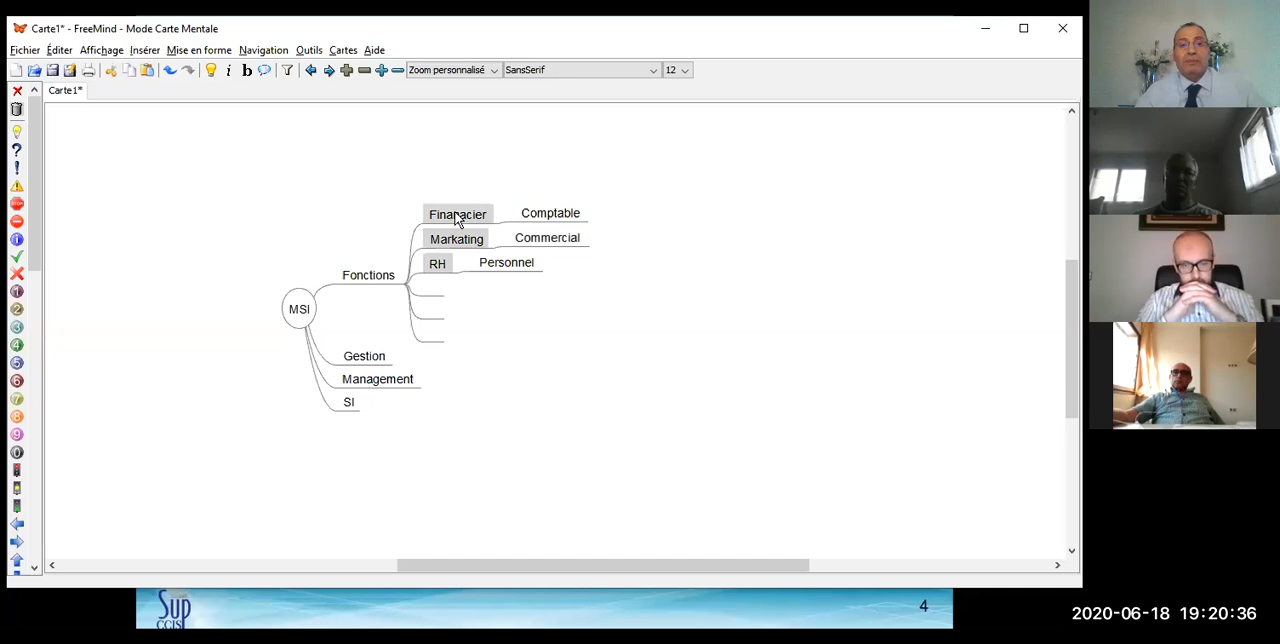 Carte1* - FreeMind - Mode Carte Mentale
Fichier Éditer Affichage Insérer Mise en forme Navigation Outils Cartes Aide
i b Zoom personnalisé SansSerif 12
Carte1*
Comptable
Markating Commercial
RH Personnel
Fonctions
MSI
Gestion
Management
SI
Sup
CCIS
4
2020-06-18 19:20:36